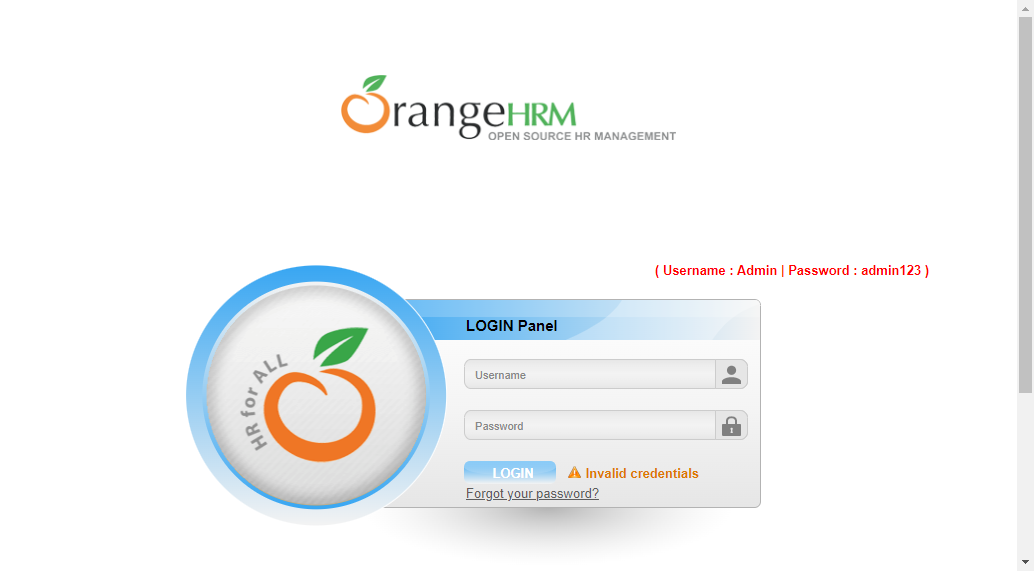 OrangeHRM
OPEN SOURCE HR MANAGEMENT
( Username : Admin | Password : admin123 )
HR for ALL
LOGIN Panel
Username
Password
LOGIN Invalid credentials
Forgot your password?